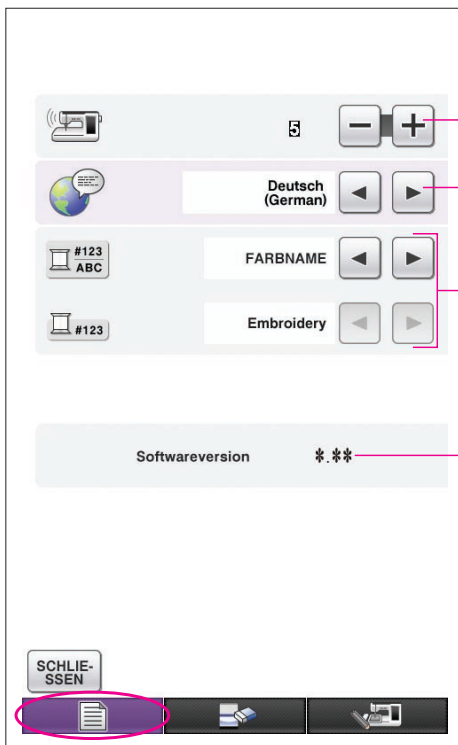 5
Deutsch
(German)
#123
ABC
FARBNAME
#123
Embroidery
Softwareversion *.**
SCHLIE-
SSEN